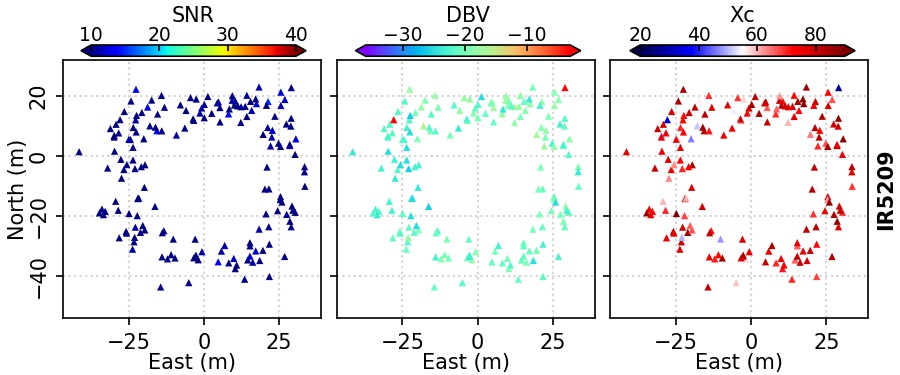 SNR DBV Xc
10 20 30 40 −30 −20 −10 20 40 60 80
20
0
−20
−40
North (m)
−25 0 25 −25 0 25 −25 0 25
East (m) East (m) East (m)
IR5209